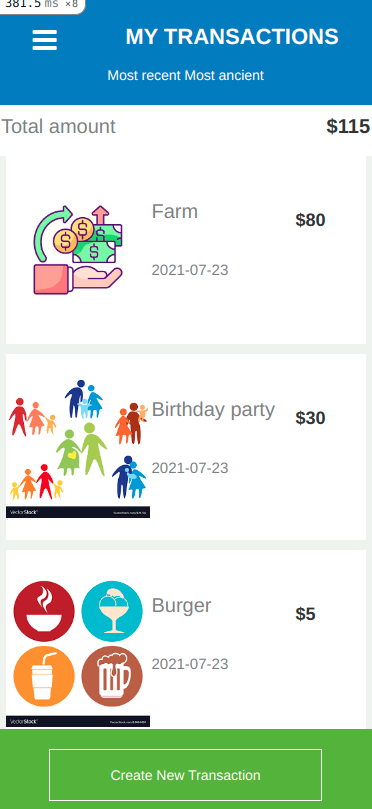 381.5 ms ×8
MY TRANSACTIONS
Most recent Most ancient
Total amount $115
Farm
$80
2021-07-23
Birthday party
$30
2021-07-23
VectorStock®
Burger
$5
2021-07-23
VectorStock®
Create New Transaction